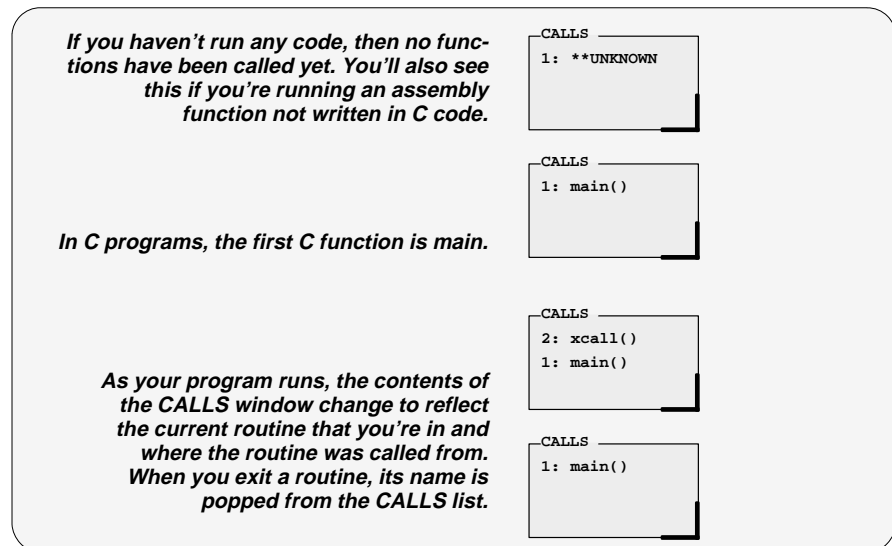 If you haven't run any code, then no func-
tions have been called yet. You'll also see
this if you're running an assembly
function not written in C code.
CALLS
1: **UNKNOWN
CALLS
1: main()
In C programs, the first C function is main.
CALLS
2: xcall()
1: main()
As your program runs, the contents of
the CALLS window change to reflect
the current routine that you're in and
where the routine was called from.
When you exit a routine, its name is
popped from the CALLS list.
CALLS
1: main()